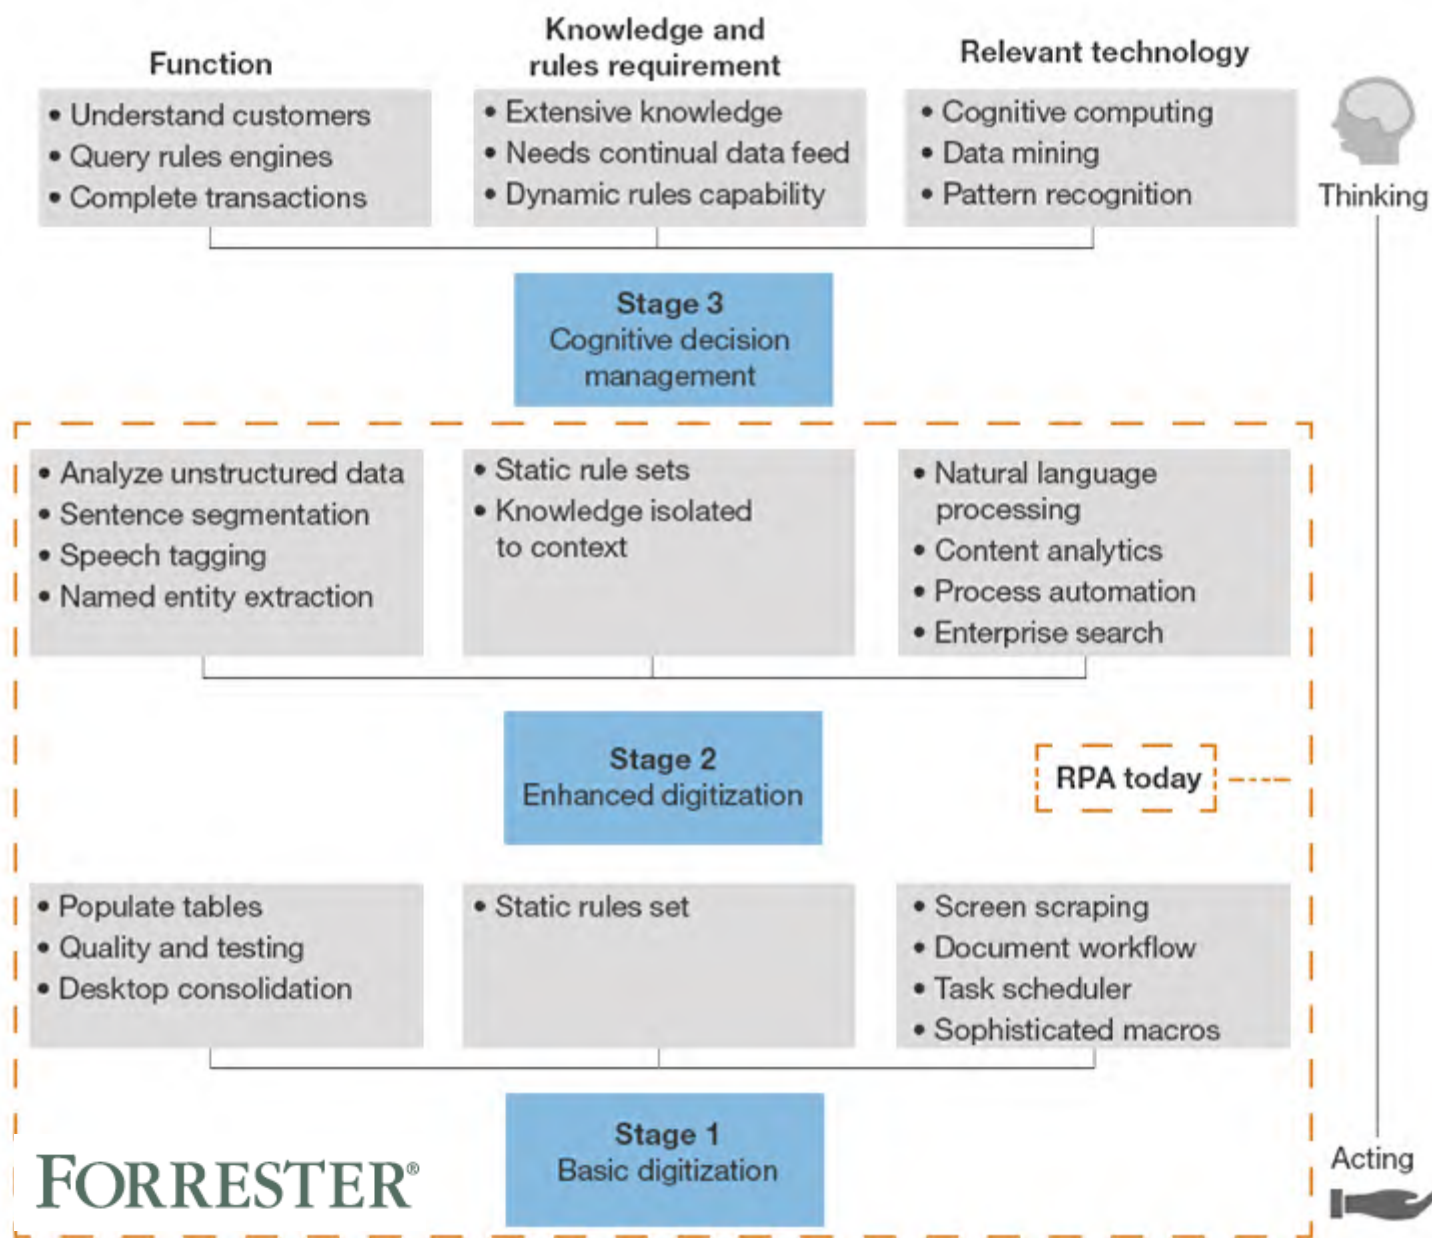 Function
Knowledge and
rules requirement
Relevant technology
• Understand customers
• Query rules engines
• Complete transactions
• Extensive knowledge
• Needs continual data feed
• Dynamic rules capability
• Cognitive computing
• Data mining
• Pattern recognition
Thinking
Stage 3
Cognitive decision
management
• Analyze unstructured data
• Sentence segmentation
• Speech tagging
• Named entity extraction
• Static rule sets
• Knowledge isolated
to context
• Natural language
processing
• Content analytics
• Process automation
• Enterprise search
Stage 2
Enhanced digitization
RPA today
• Populate tables
• Quality and testing
• Desktop consolidation
• Static rules set
• Screen scraping
• Document workflow
• Task scheduler
• Sophisticated macros
Stage 1
Basic digitization
FORRESTER®
Acting